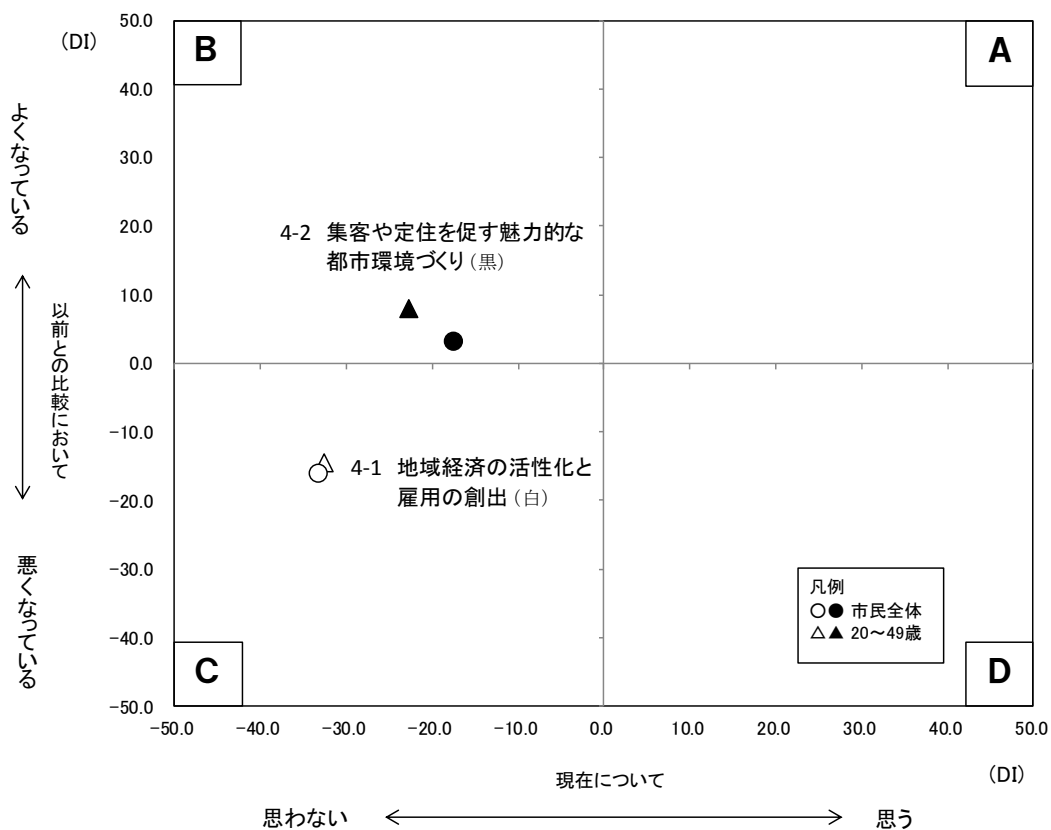 (DI)
50.0
40.0
30.0
20.0
10.0
0.0
-10.0
-20.0
-30.0
-40.0
-50.0
B
A
C
D
よくなっている
以前との比較において
悪くなっている
4-2 集客や定住を促す魅力的な
都市環境づくり(黒)
4-1 地域経済の活性化と
雇用の創出(白)
凡例
○● 市民全体
△▲ 20～49歳
-50.0 -40.0 -30.0 -20.0 -10.0 0.0 10.0 20.0 30.0 40.0 50.0
現在について
(DI)
思わない 思う